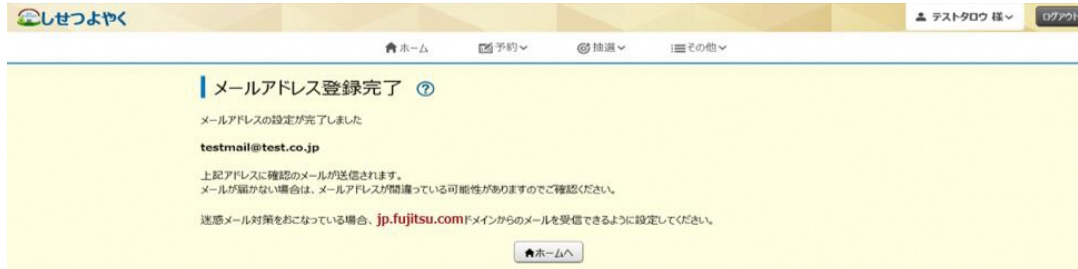 しせつよやく
テストタロウ 様
ログアウト
ホーム 予約 抽選 その他
メールアドレス登録完了 ?
メールアドレスの設定が完了しました
testmail@test.co.jp
上記アドレスに確認のメールが送信されます。
メールが届かない場合は、メールアドレスが間違っている可能性がありますのでご確認ください。
迷惑メール対策をおこなっている場合、jp.fujitsu.comドメインからのメールを受信できるように設定してください。
ホームへ